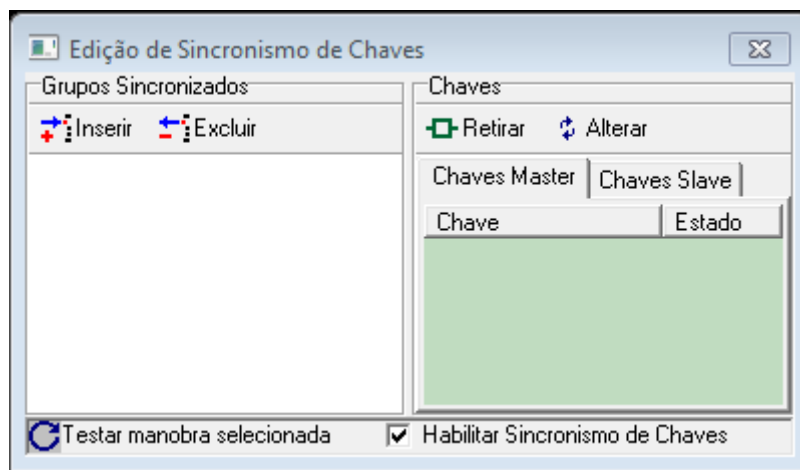 Edição de Sincronismo de Chaves
Grupos Sincronizados
Inserir Excluir
Chaves
Retirar Alterar
Chaves Master Chaves Slave
Chave Estado
Testar manobra selecionada Habilitar Sincronismo de Chaves